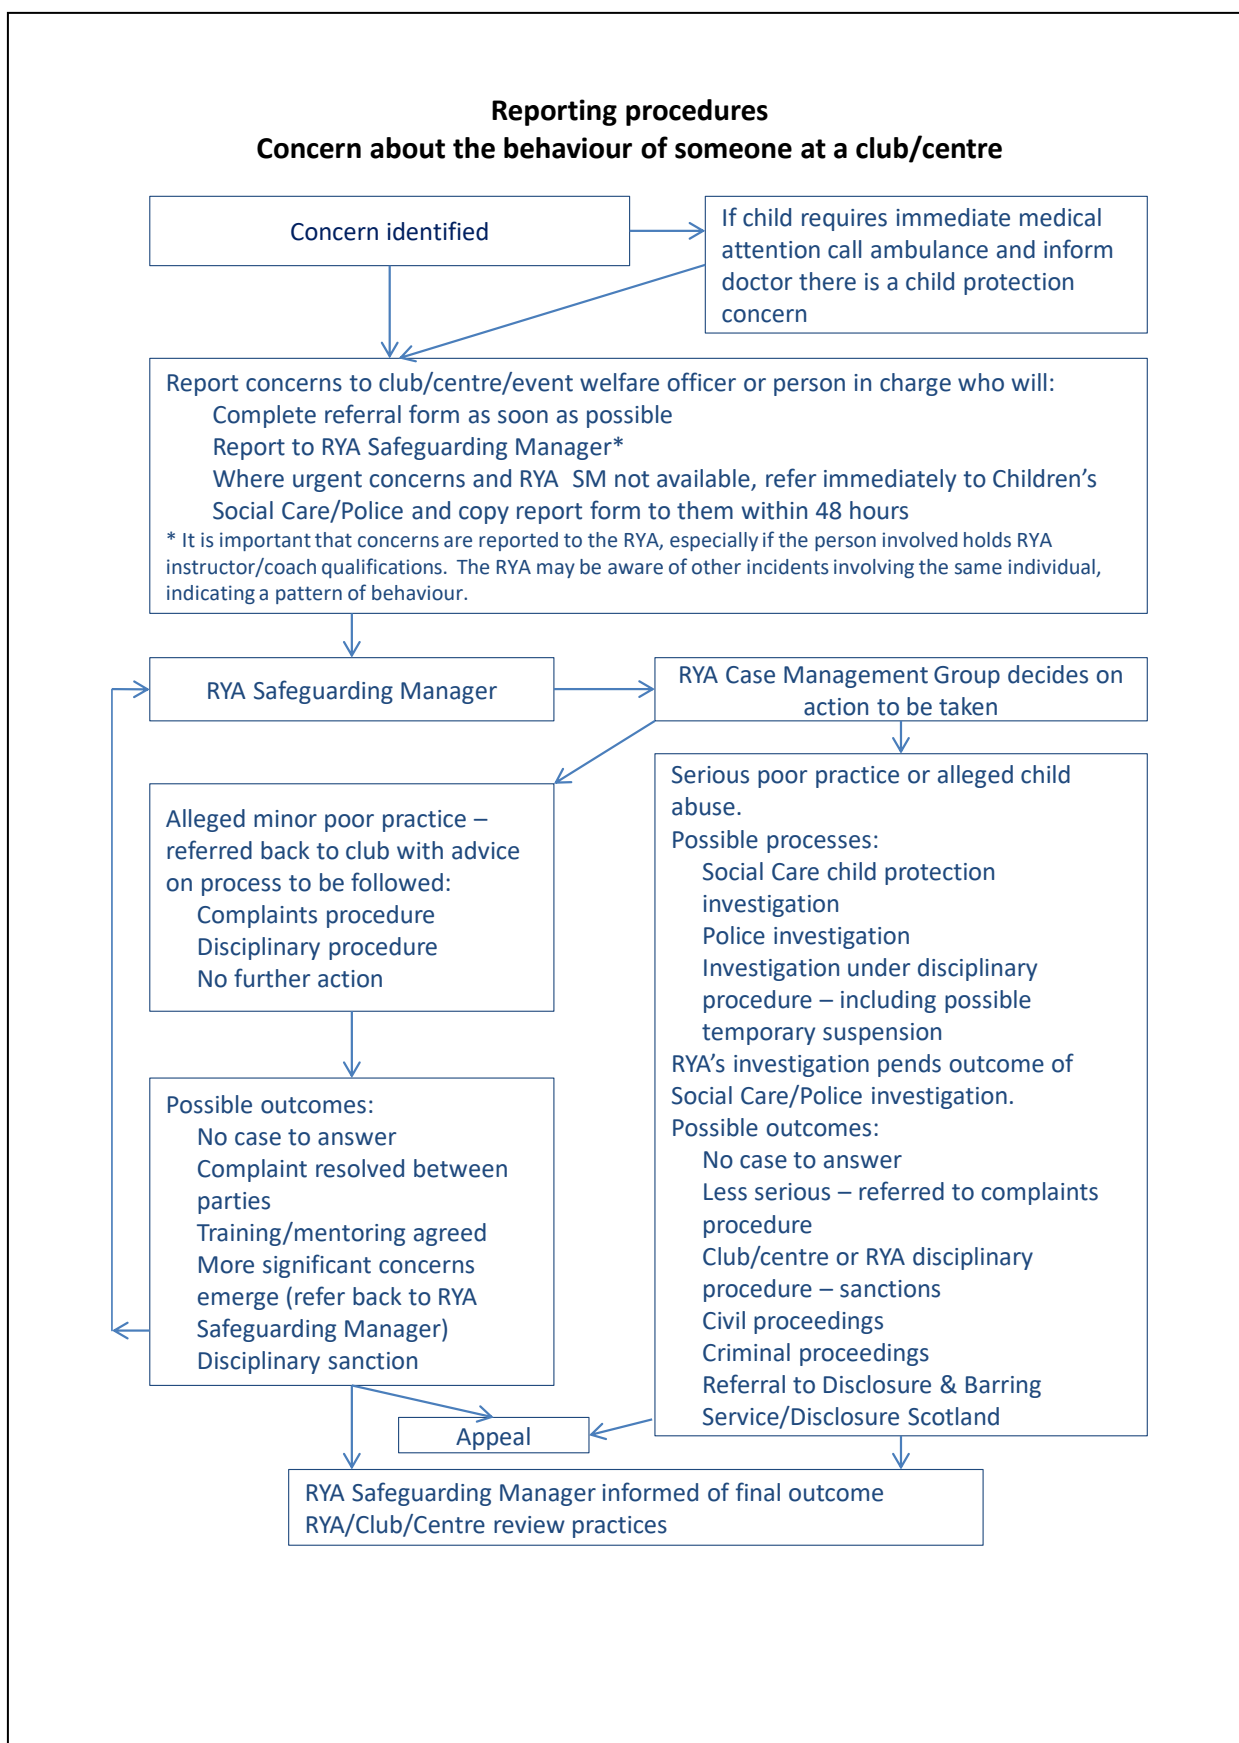 Reporting procedures
Concern about the behaviour of someone at a club/centre
Concern identified
If child requires immediate medical
attention call ambulance and inform
doctor there is a child protection
concern
Report concerns to club/centre/event welfare officer or person in charge who will:
Complete referral form as soon as possible
Report to RYA Safeguarding Manager*
Where urgent concerns and RYA  SM not available, refer immediately to Children’s
Social Care/Police and copy report form to them within 48 hours
* It is important that concerns are reported to the RYA, especially if the person involved holds RYA
instructor/coach qualifications.  The RYA may be aware of other incidents involving the same individual,
indicating a pattern of behaviour.
RYA Safeguarding Manager
RYA Case Management Group decides on
action to be taken
Alleged minor poor practice –
referred back to club with advice
on process to be followed:
Complaints procedure
Disciplinary procedure
No further action
Serious poor practice or alleged child
abuse.
Possible processes:
Social Care child protection
investigation
Police investigation
Investigation under disciplinary
procedure – including possible
temporary suspension
RYA’s investigation pends outcome of
Social Care/Police investigation.
Possible outcomes:
No case to answer
Less serious – referred to complaints
procedure
Club/centre or RYA disciplinary
procedure – sanctions
Civil proceedings
Criminal proceedings
Referral to Disclosure & Barring
Service/Disclosure Scotland
Possible outcomes:
No case to answer
Complaint resolved between
parties
Training/mentoring agreed
More significant concerns
emerge (refer back to RYA
Safeguarding Manager)
Disciplinary sanction
Appeal
RYA Safeguarding Manager informed of final outcome
RYA/Club/Centre review practices